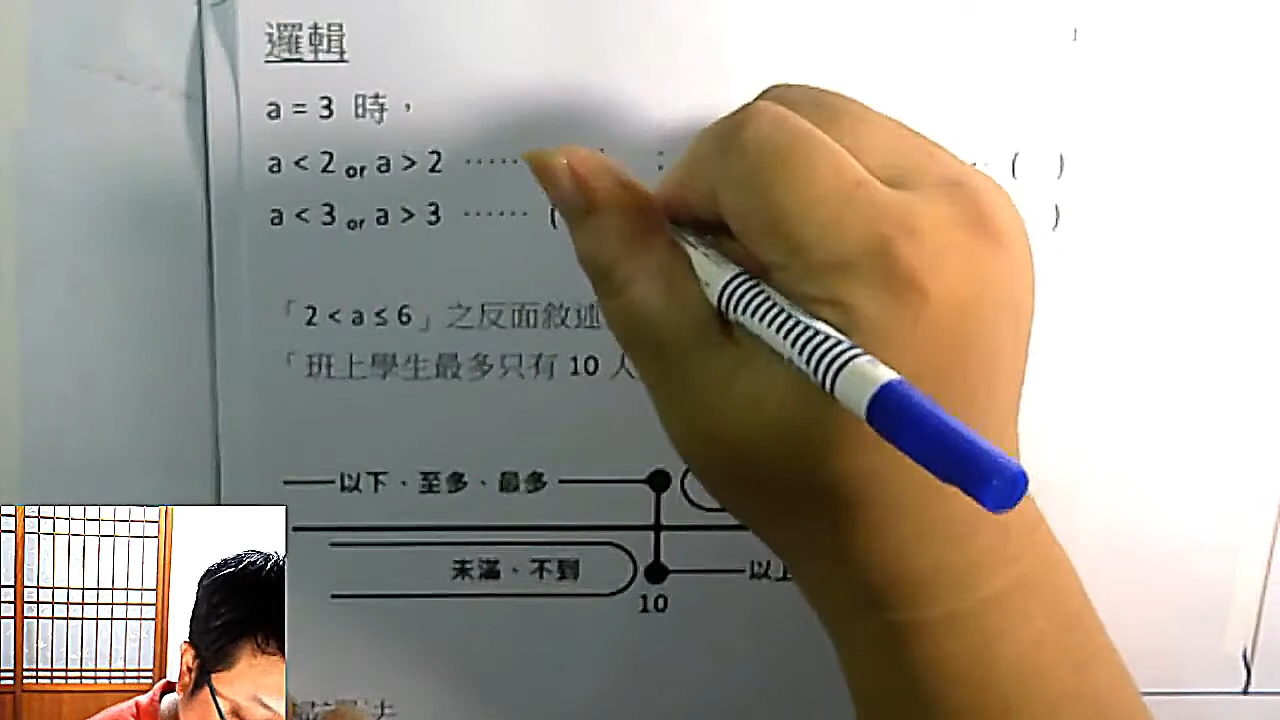 邏輯
a = 3 時，
a < 2 or a > 2 ······ : ·· ( )
a < 3 or a > 3 ······ ( )
「2 < a ≤ 6」之反面敘述
「班上學生最多只有 10 人
以下、至多、最多
未滿、不到 以上
10
法